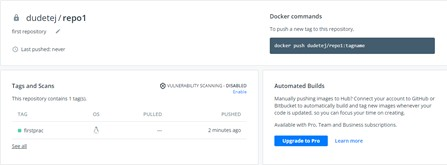 dudetej / repo1
first repository
Last pushed: never
Docker commands
To push a new tag to this repository.
docker push dudetej/repo1:tagname
Tags and Scans
VULNERABILITY SCANNING - DISABLED
Enable
This repository contains 1 tag(s).
TAG OS PULLED PUSHED
firstprac --- 2 minutes ago
See all
Automated Builds
Manually pushing images to Hub? Connect your account to GitHub or
Bitbucket to automatically build and tag new images whenever your
code is updated, so you can focus your time on creating.
Available with Pro, Team and Business subscriptions.
Upgrade to Pro Learn more